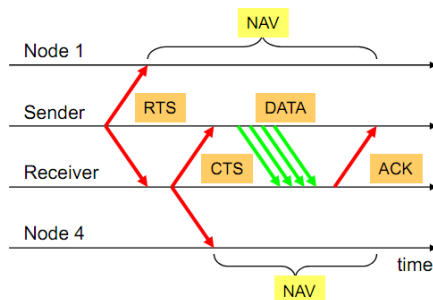 NAV
Node 1
RTS
DATA
Sender
CTS
ACK
Receiver
Node 4
time
NAV